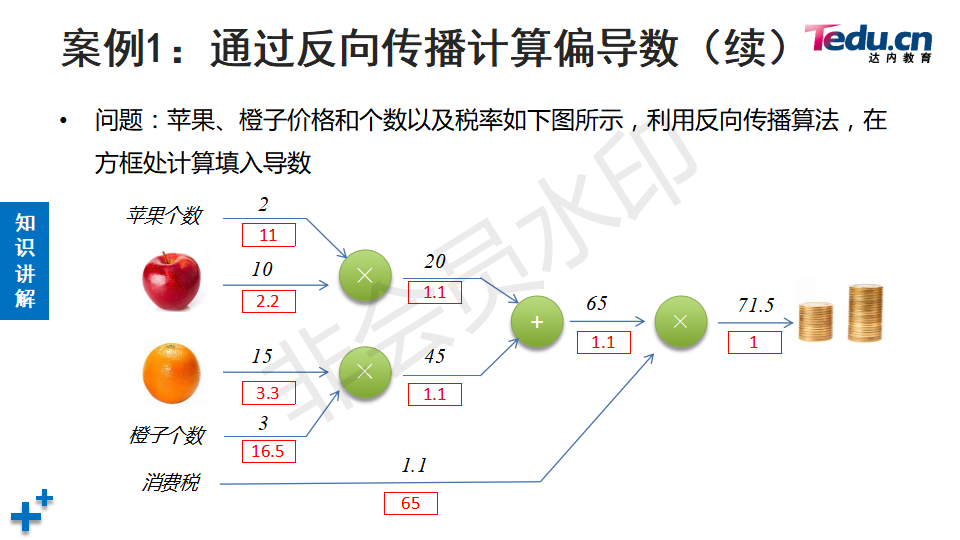 案例1：通过反向传播计算偏导数（续）
Tedu.cn
达内教育
• 问题：苹果、橙子价格和个数以及税率如下图所示，利用反向传播算法，在
方框处计算填入导数
知识讲解
苹果个数
2
11
10
2.2
×
20
1.1
15
3.3
×
45
1.1
3
16.5
橙子个数
+
65
1.1
×
71.5
1
消费税
1.1
65
非会员水印